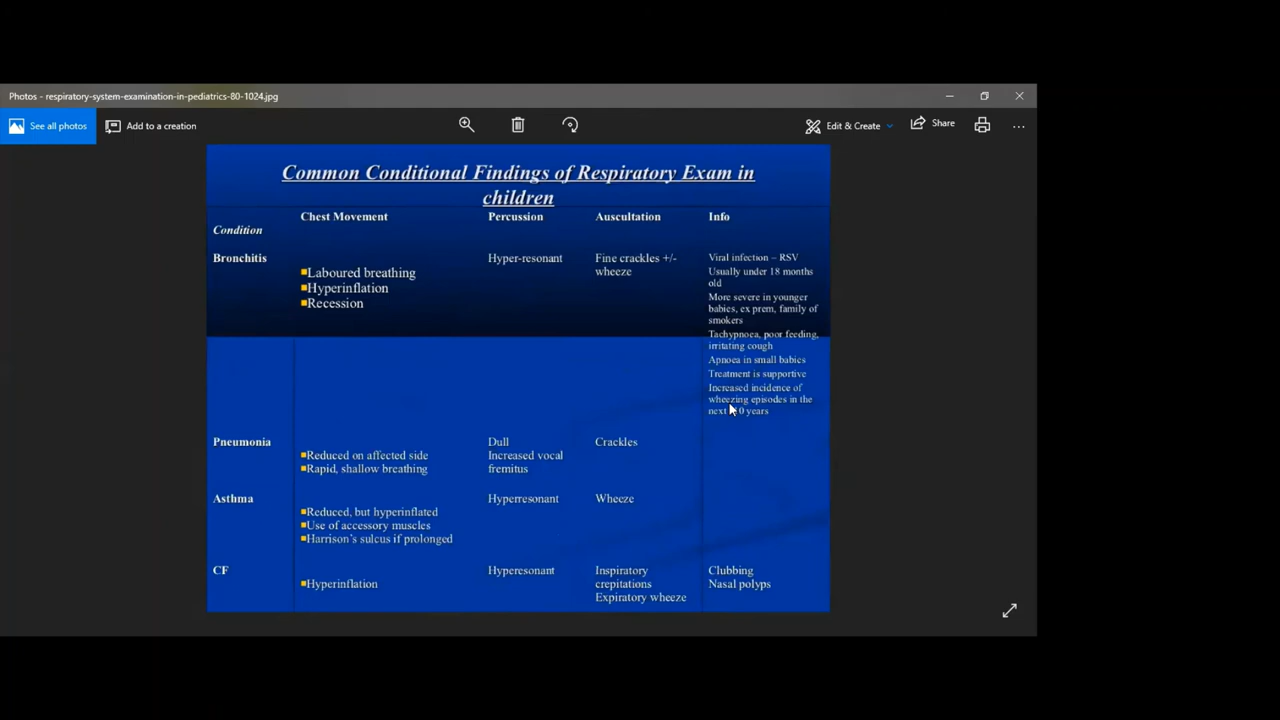 Photos - respiratory-system-examination-in-pediatrics-80-1024.jpg
See all photos
Add to a creation
Edit & Create
Share
Common Conditional Findings of Respiratory Exam in
children
Condition
Chest Movement
Percussion
Auscultation
Info
Bronchitis
Laboured breathing
Hyperinflation
Recession
Hyper-resonant
Fine crackles +/-
wheeze
Viral infection – RSV
Usually under 18 months
old
More severe in younger
babies, ex prem, family of
smokers
Tachypnoea, poor feeding,
irritating cough
Apnoea in small babies
Treatment is supportive
Increased incidence of
wheezing episodes in the
next years
Pneumonia
Reduced on affected side
Rapid, shallow breathing
Dull
Increased vocal
fremitus
Crackles
Asthma
Reduced, but hyperinflated
Use of accessory muscles
Harrison's sulcus if prolonged
Hyperresonant
Wheeze
CF
Hyperinflation
Hyperesonant
Inspiratory
crepitations
Expiratory wheeze
Clubbing
Nasal polyps